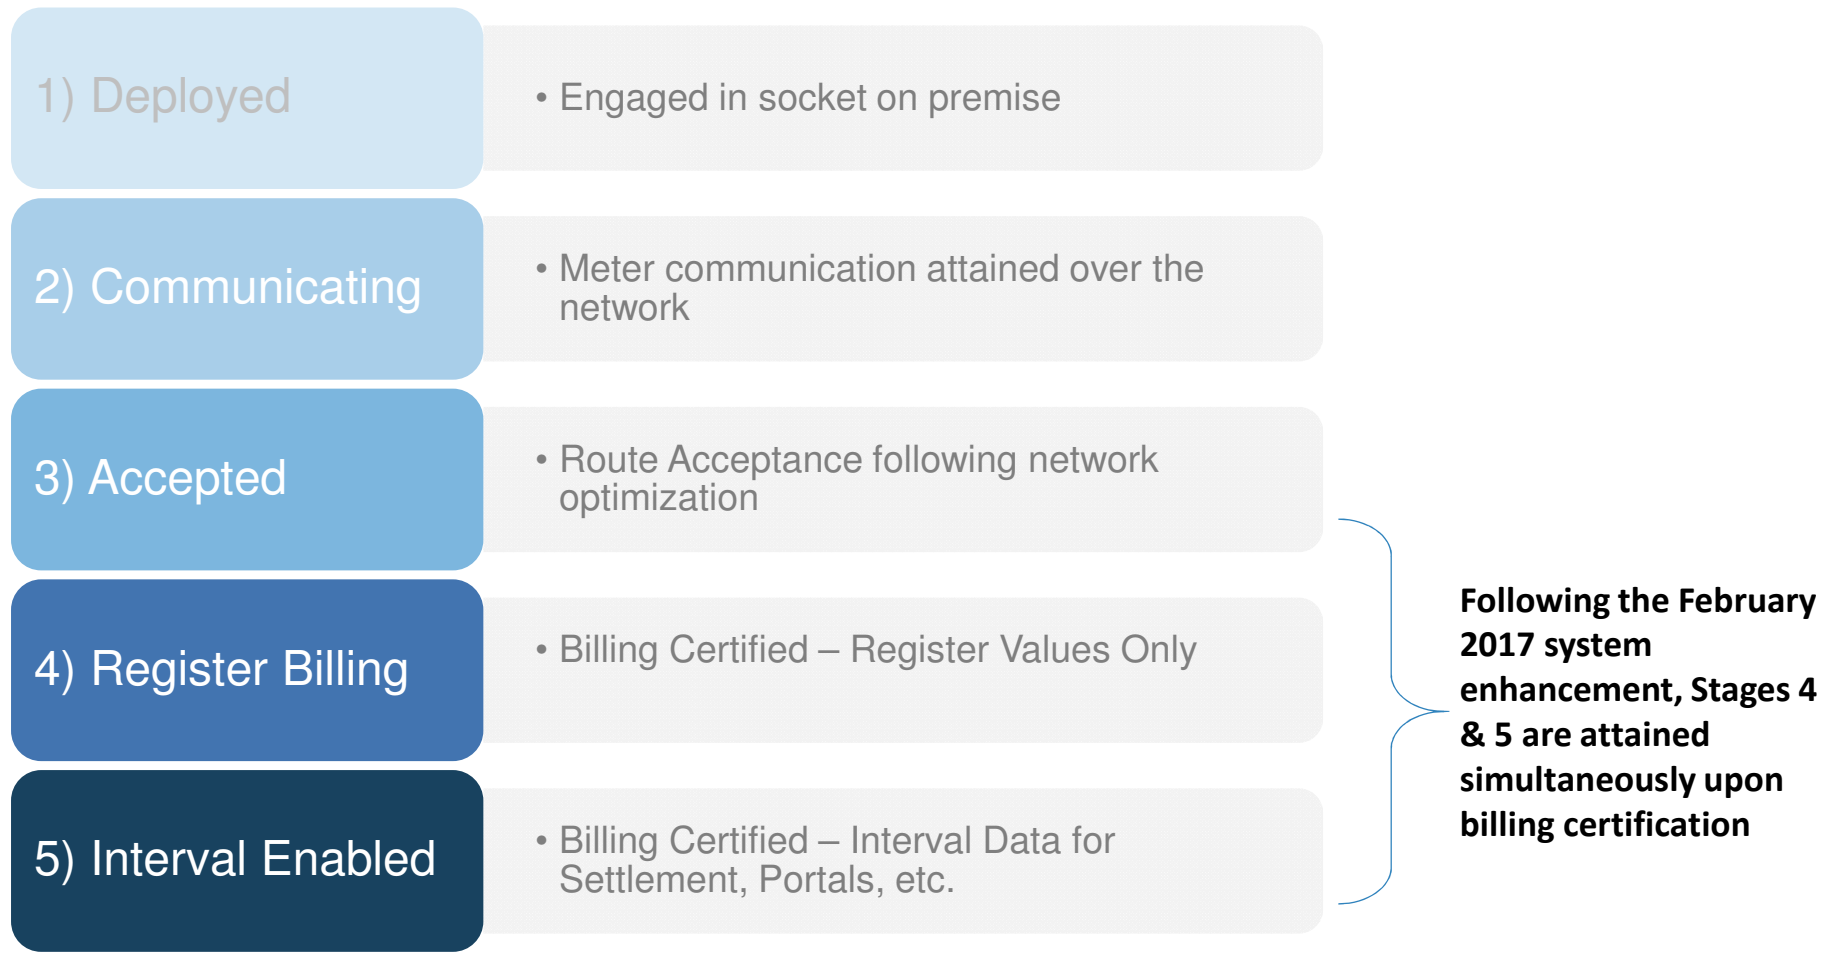 1) Deployed
• Engaged in socket on premise
2) Communicating
• Meter communication attained over the
network
3) Accepted
• Route Acceptance following network
optimization
4) Register Billing
• Billing Certified – Register Values Only
5) Interval Enabled
• Billing Certified – Interval Data for
Settlement, Portals, etc.
Following the February
2017 system
enhancement, Stages 4
& 5 are attained
simultaneously upon
billing certification